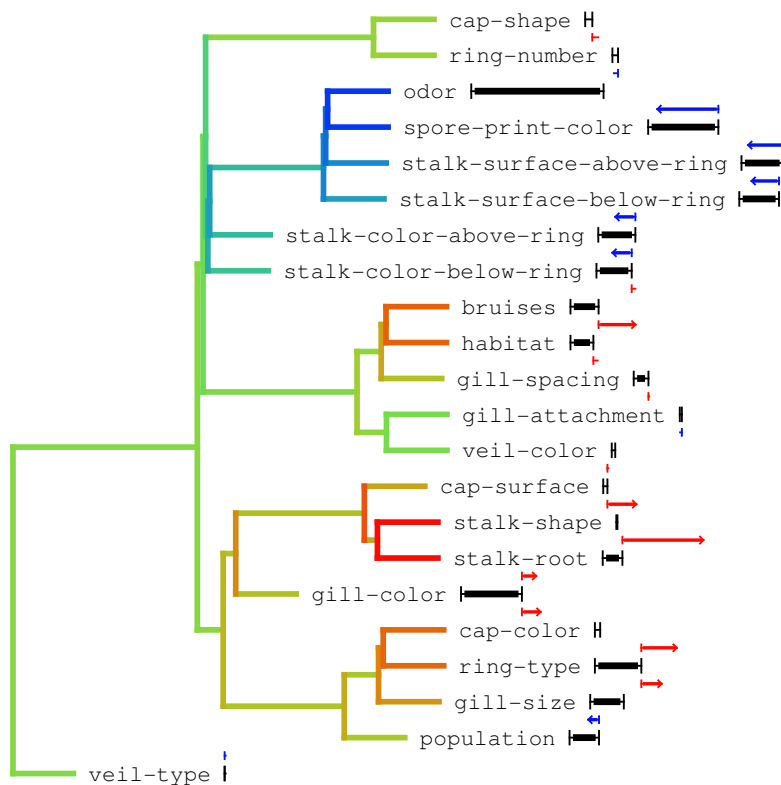 cap-shape
ring-number
odor
spore-print-color
stalk-surface-above-ring
stalk-surface-below-ring
stalk-color-above-ring
stalk-color-below-ring
bruises
habitat
gill-spacing
gill-attachment
veil-color
cap-surface
stalk-shape
stalk-root
gill-color
cap-color
ring-type
gill-size
population
veil-type